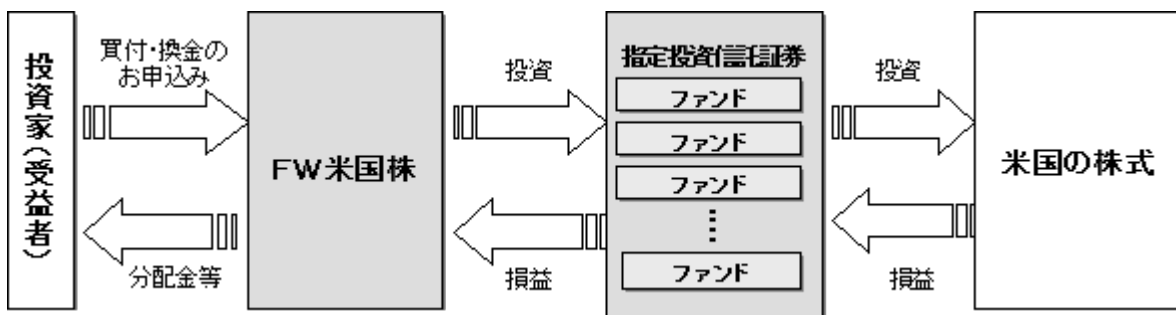 投資家(受益者)
買付・換金の
お申込み
分配金等
FW米国株
投資
損益
指定投資信託証券
ファンド
ファンド
ファンド
ファンド
投資
損益
米国の株式